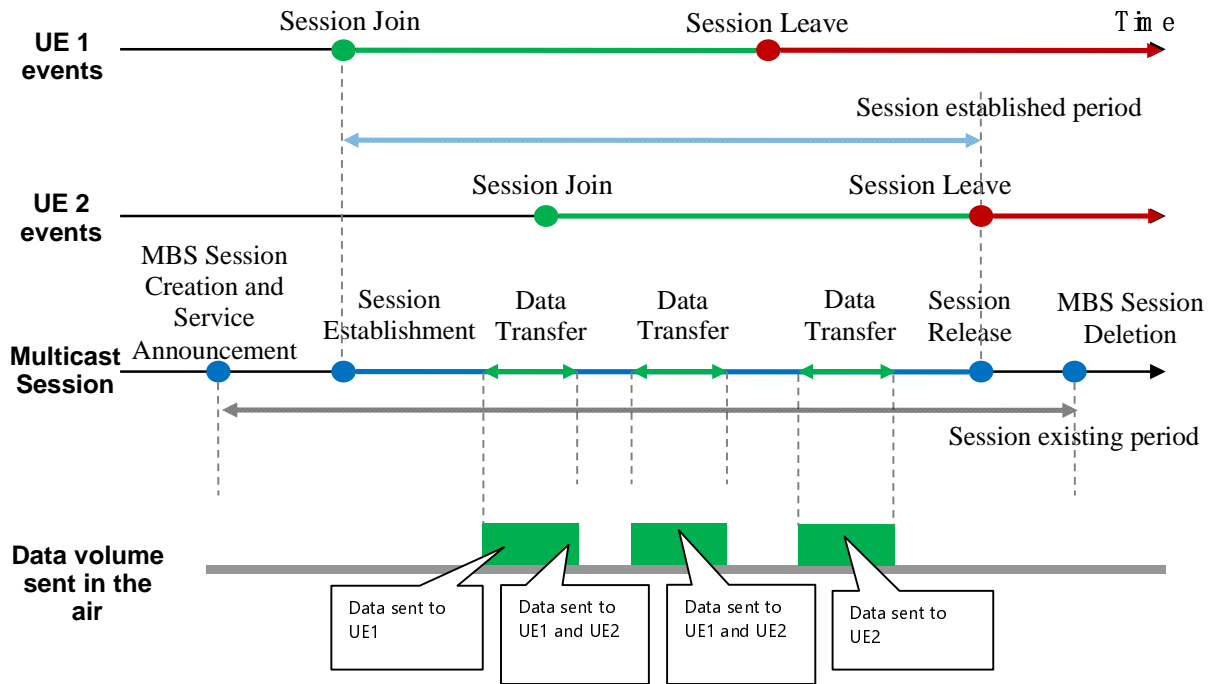 Session Join
Session Leave
Time
UE 1
events
Session established period
Session Join
Session Leave
UE 2
events
MBS Session
Creation and
Service
Announcement
Session
Establishment
Data
Transfer
Data
Transfer
Data
Transfer
Session
Release
MBS Session
Deletion
Multicast
Session
Session existing period
Data volume
sent in the
air
Data sent to
UE1
Data sent to
UE1 and UE2
Data sent to
UE1 and UE2
Data sent to
UE2